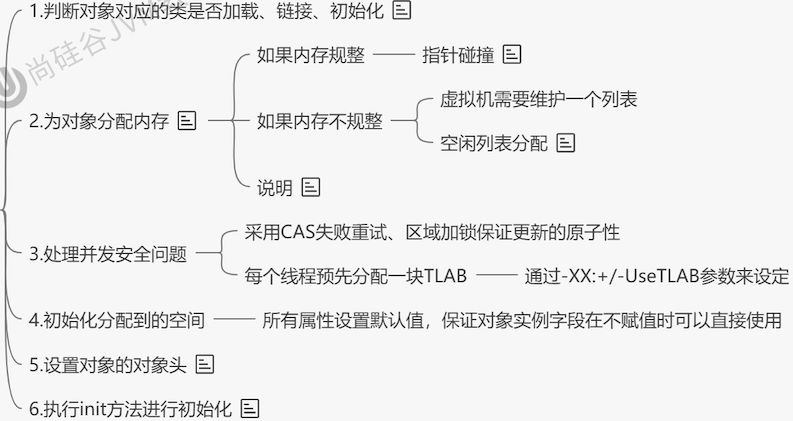 尚硅谷JVM
1.判断对象对应的类是否加载、链接、初始化
2.为对象分配内存
如果内存规整
指针碰撞
如果内存不规整
虚拟机需要维护一个列表
空闲列表分配
说明
3.处理并发安全问题
采用CAS失败重试、区域加锁保证更新的原子性
每个线程预先分配一块TLAB
通过-XX:+/-UseTLAB参数来设定
4.初始化分配到的空间
所有属性设置默认值，保证对象实例字段在不赋值时可以直接使用
5.设置对象的对象头
6.执行init方法进行初始化